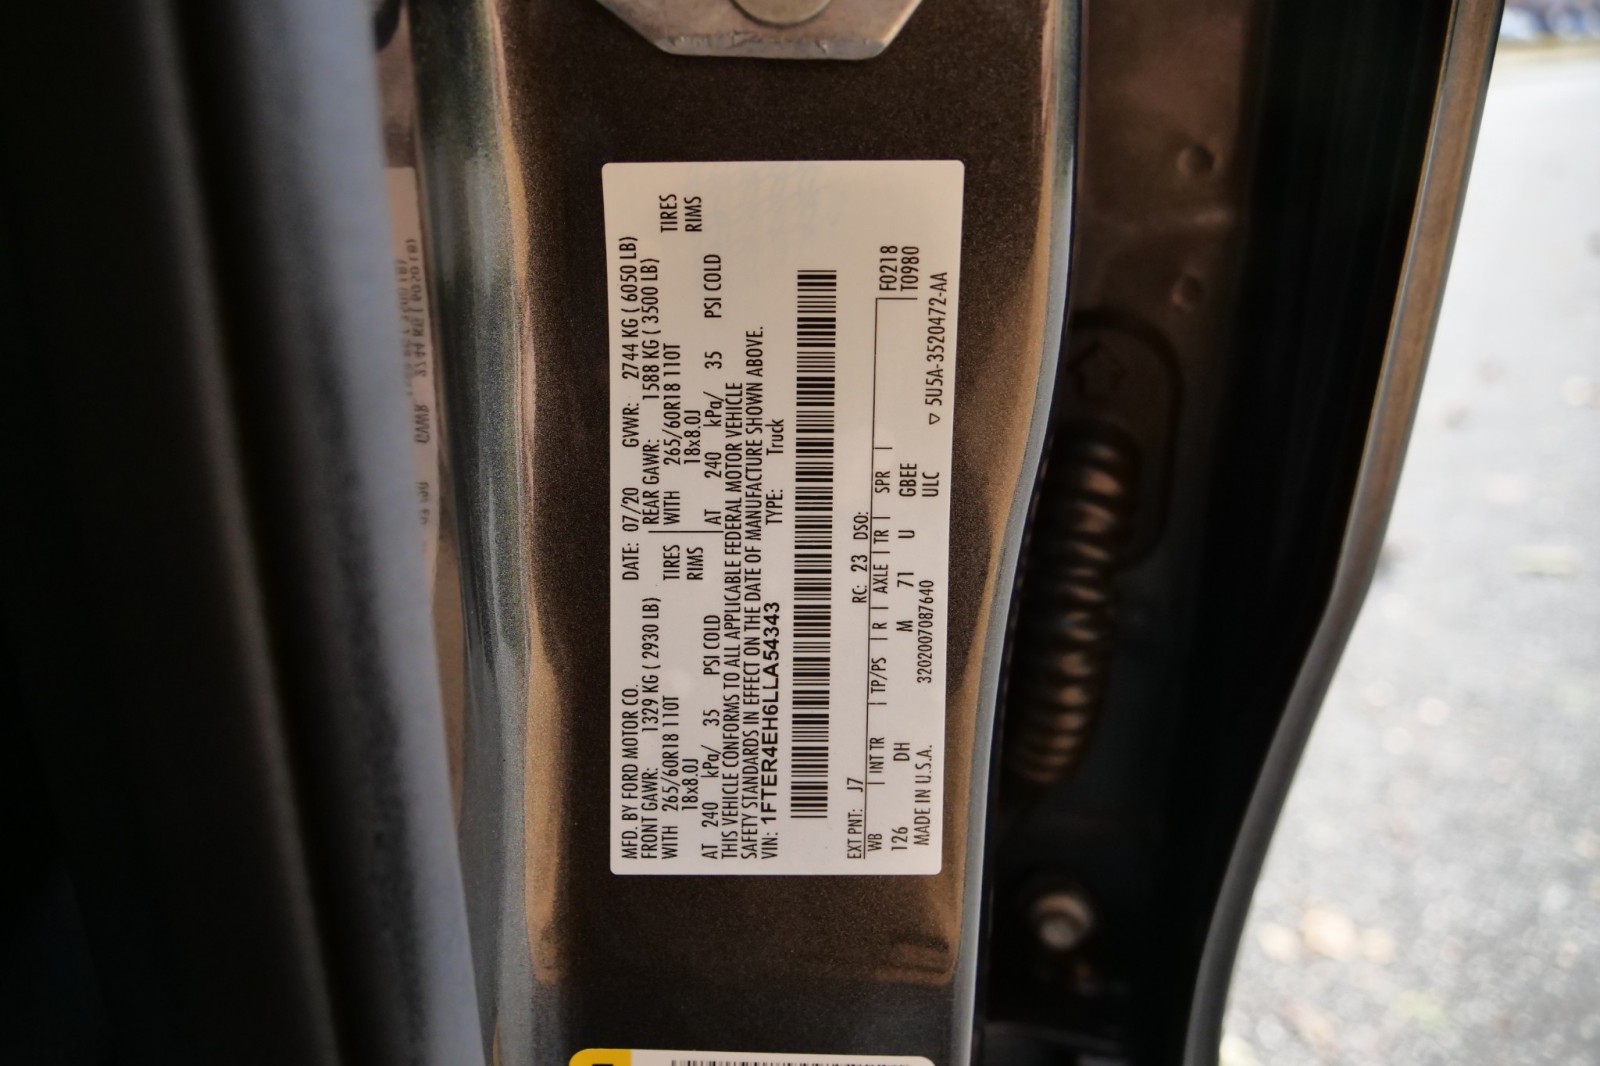 MFD. BY FORD MOTOR CO. DATE: 07/20 GVWR: 2744 KG ( 6050 LB)
FRONT GAWR: 1329 KG ( 2930 LB) REAR GAWR: 1588 KG ( 3500 LB)
WITH 265/60R18 110T TIRES WITH 265/60R18 110T TIRES
18x8.0J RIMS 18x8.0J RIMS
AT 240 kPa/ 35 PSI COLD AT 240 kPa/ 35 PSI COLD
THIS VEHICLE CONFORMS TO ALL APPLICABLE FEDERAL MOTOR VEHICLE
SAFETY STANDARDS IN EFFECT ON THE DATE OF MANUFACTURE SHOWN ABOVE.
VIN: 1FTER4EH6LLA54343 TYPE: Truck
EXT PNT: J7 RC: 23 DSO:
WB | INT TR | TP/PS | R | AXLE | TR | SPR | F0218
126 DH M 71 U GBEE T0980
MADE IN U.S.A. 3202007087640 ULC
▽ 5U5A-3520472-AA